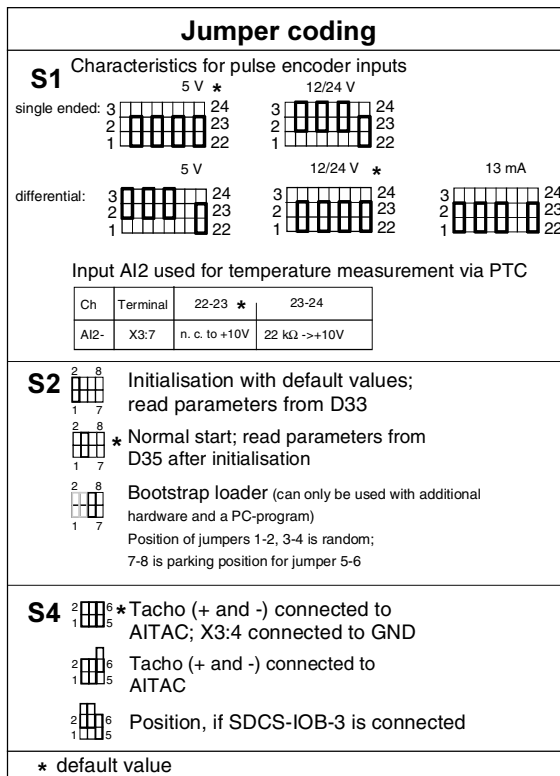 Jumper coding
S1 Characteristics for pulse encoder inputs
5 V * 12/24 V
single ended: 3 24 3 24
2 23 2 23
1 22 1 22
5 V 12/24 V * 13 mA
differential: 3 24 3 24 3 24
2 23 2 23 2 23
1 22 1 22 1 22
Input AI2 used for temperature measurement via PTC
Ch Terminal 22-23 * 23-24
AI2- X3:7 n. c. to +10V 22 kΩ ->+10V
S2 2 8 Initialisation with default values;
1 7 read parameters from D33
2 8 * Normal start; read parameters from
1 7 D35 after initialisation
2 8 Bootstrap loader (can only be used with additional
1 7 hardware and a PC-program)
Position of jumpers 1-2, 3-4 is random;
7-8 is parking position for jumper 5-6
S4 2 6 * Tacho (+ and -) connected to
1 5 AITAC; X3:4 connected to GND
2 6 Tacho (+ and -) connected to
1 5 AITAC
2 6 Position, if SDCS-IOB-3 is connected
1 5
* default value